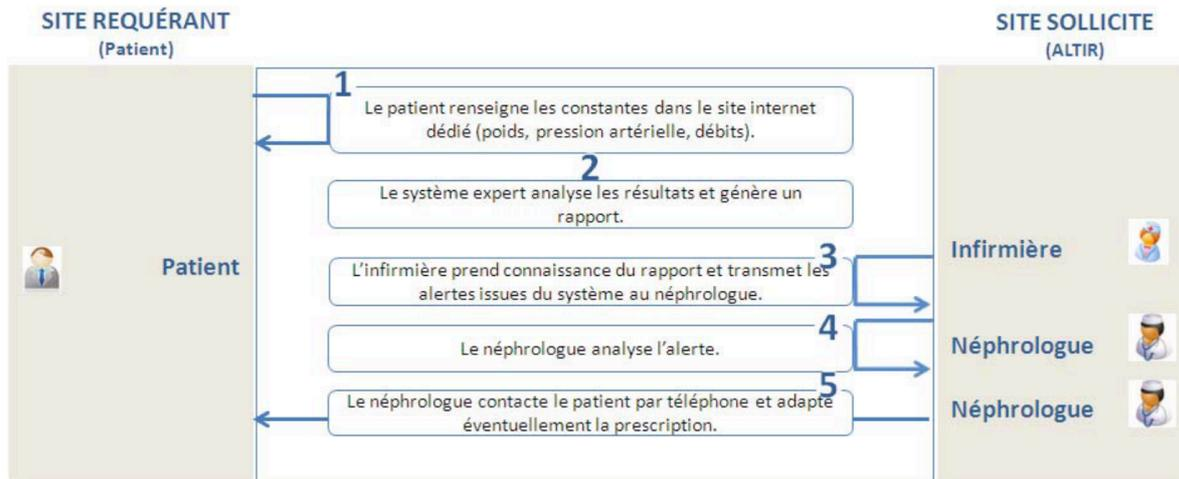 SITE REQUÉRANT
(Patient)
SITE SOLLICITE
(ALTIR)
1
Le patient renseigne les constantes dans le site internet
dédié (poids, pression artérielle, débits).
2
Le système expert analyse les résultats et génère un
rapport.
Patient
3
L'infirmière prend connaissance du rapport et transmet les
alertes issues du système au néphrologue.
Infirmière
4
Le néphrologue analyse l'alerte.
Néphrologue
5
Le néphrologue contacte le patient par téléphone et adapte
éventuellement la prescription.
Néphrologue